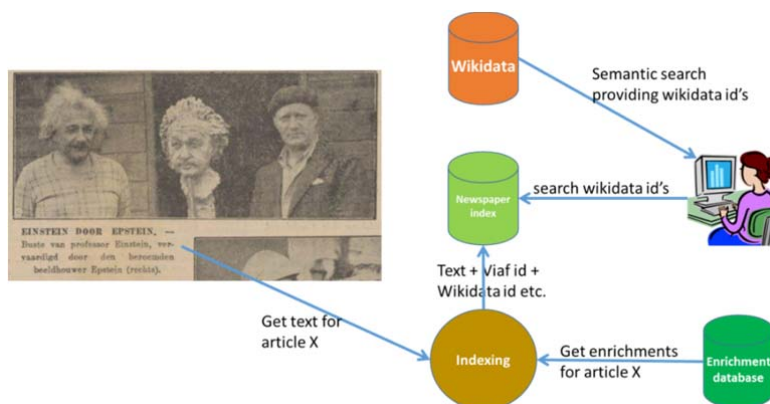 Wikidata
Semantic search
providing wikidata id's
EINSTEIN DOOR EPSTEIN. —
Buste van professor Einstein, ver-
vaardigd door den beroemden
beeldhouwer Epstein (rechts).
Newspaper
index
search wikidata id's
Text + Viaf id +
Wikidata id etc.
Get text for
article X
Indexing
Get enrichments
for article X
Enrichment
database